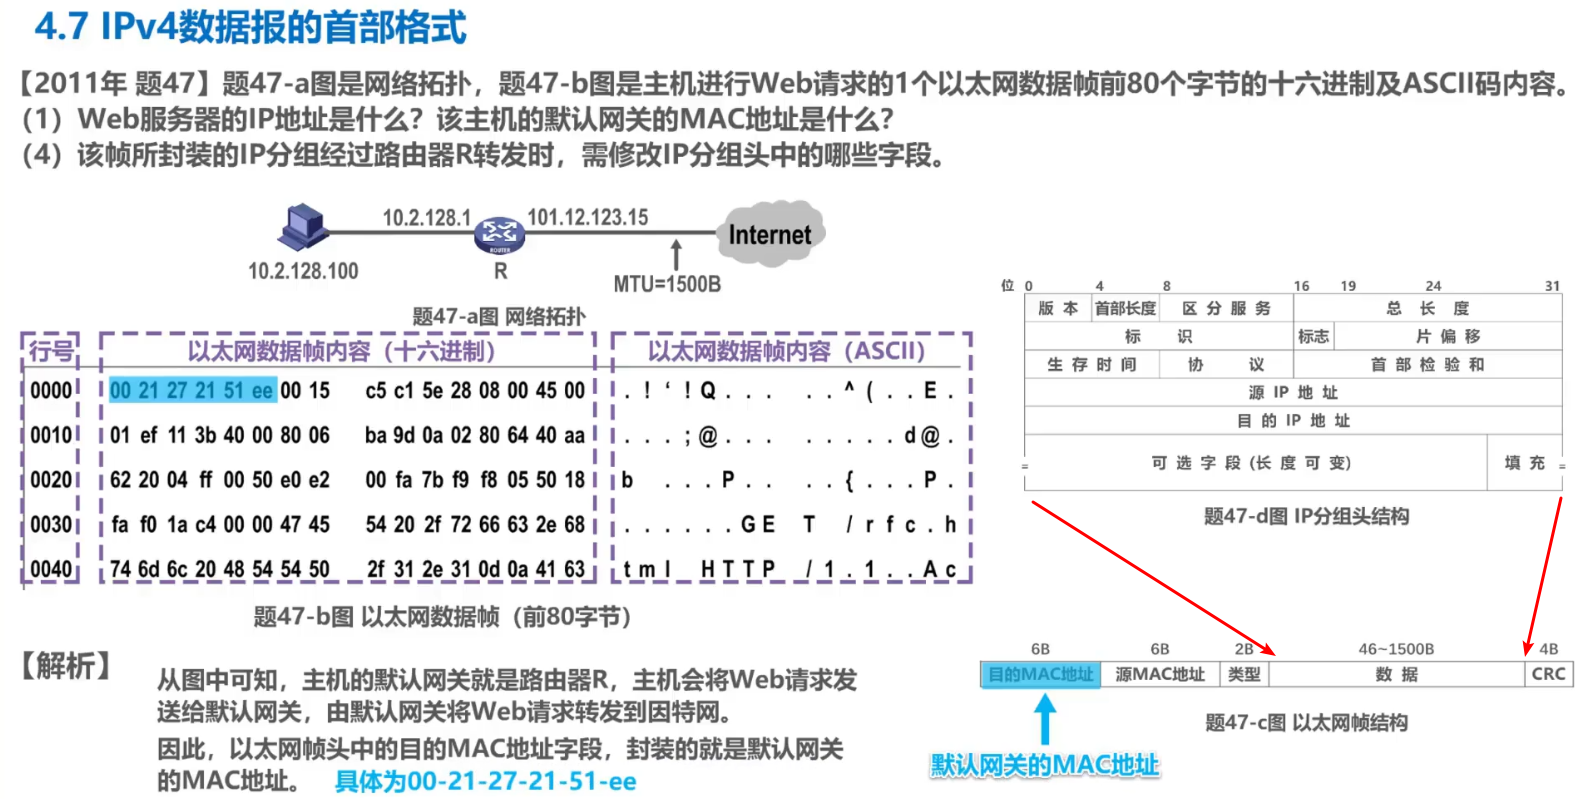 4.7 IPv4数据报的首部格式
【2011年 题47】题47-a图是网络拓扑，题47-b图是主机进行Web请求的1个以太网数据帧前80个字节的十六进制及ASCII码内容。
（1）Web服务器的IP地址是什么？该主机的默认网关的MAC地址是什么？
（4）该帧所封装的IP分组经过路由器R转发时，需修改IP分组头中的哪些字段。
10.2.128.1 101.12.123.15
Internet
ROUTER
10.2.128.100 R MTU=1500B
题47-a图 网络拓扑
行号 以太网数据帧内容（十六进制） 以太网数据帧内容（ASCII）
0000 00 21 27 21 51 ee 00 15 c5 c1 5e 28 08 00 45 00 . ! ‘ ! Q . . . . . ^ ( . . E .
0010 01 ef 11 3b 40 00 80 06 ba 9d 0a 02 80 64 40 aa . . . ; @ . . . . . . . . d @ .
0020 62 20 04 ff 00 50 e0 e2 00 fa 7b f9 f8 05 50 18 b . . . P . . . . { . . . P .
0030 fa f0 1a c4 00 00 47 45 54 20 2f 72 66 63 2e 68 . . . . . . G E T / r f c . h
0040 74 6d 6c 20 48 54 54 50 2f 31 2e 31 0d 0a 41 63 t m l H T T P / 1 . 1 . . A c
题47-b图 以太网数据帧（前80字节）
位 0 4 8 16 19 24 31
版 本 首部长度 区 分 服 务 总 长 度
标 识 标志 片 偏 移
生 存 时 间 协 议 首 部 检 验 和
源 IP 地 址
目 的 IP 地 址
可 选 字 段 (长 度 可 变) 填 充
题47-d图 IP分组头结构
6B 6B 2B 46~1500B 4B
目的MAC地址 源MAC地址 类型 数 据 CRC
题47-c图 以太网帧结构
默认网关的MAC地址
【解析】
从图中可知，主机的默认网关就是路由器R，主机会将Web请求发
送给默认网关，由默认网关将Web请求转发到因特网。
因此，以太网帧头中的目的MAC地址字段，封装的就是默认网关
的MAC地址。 具体为00-21-27-21-51-ee